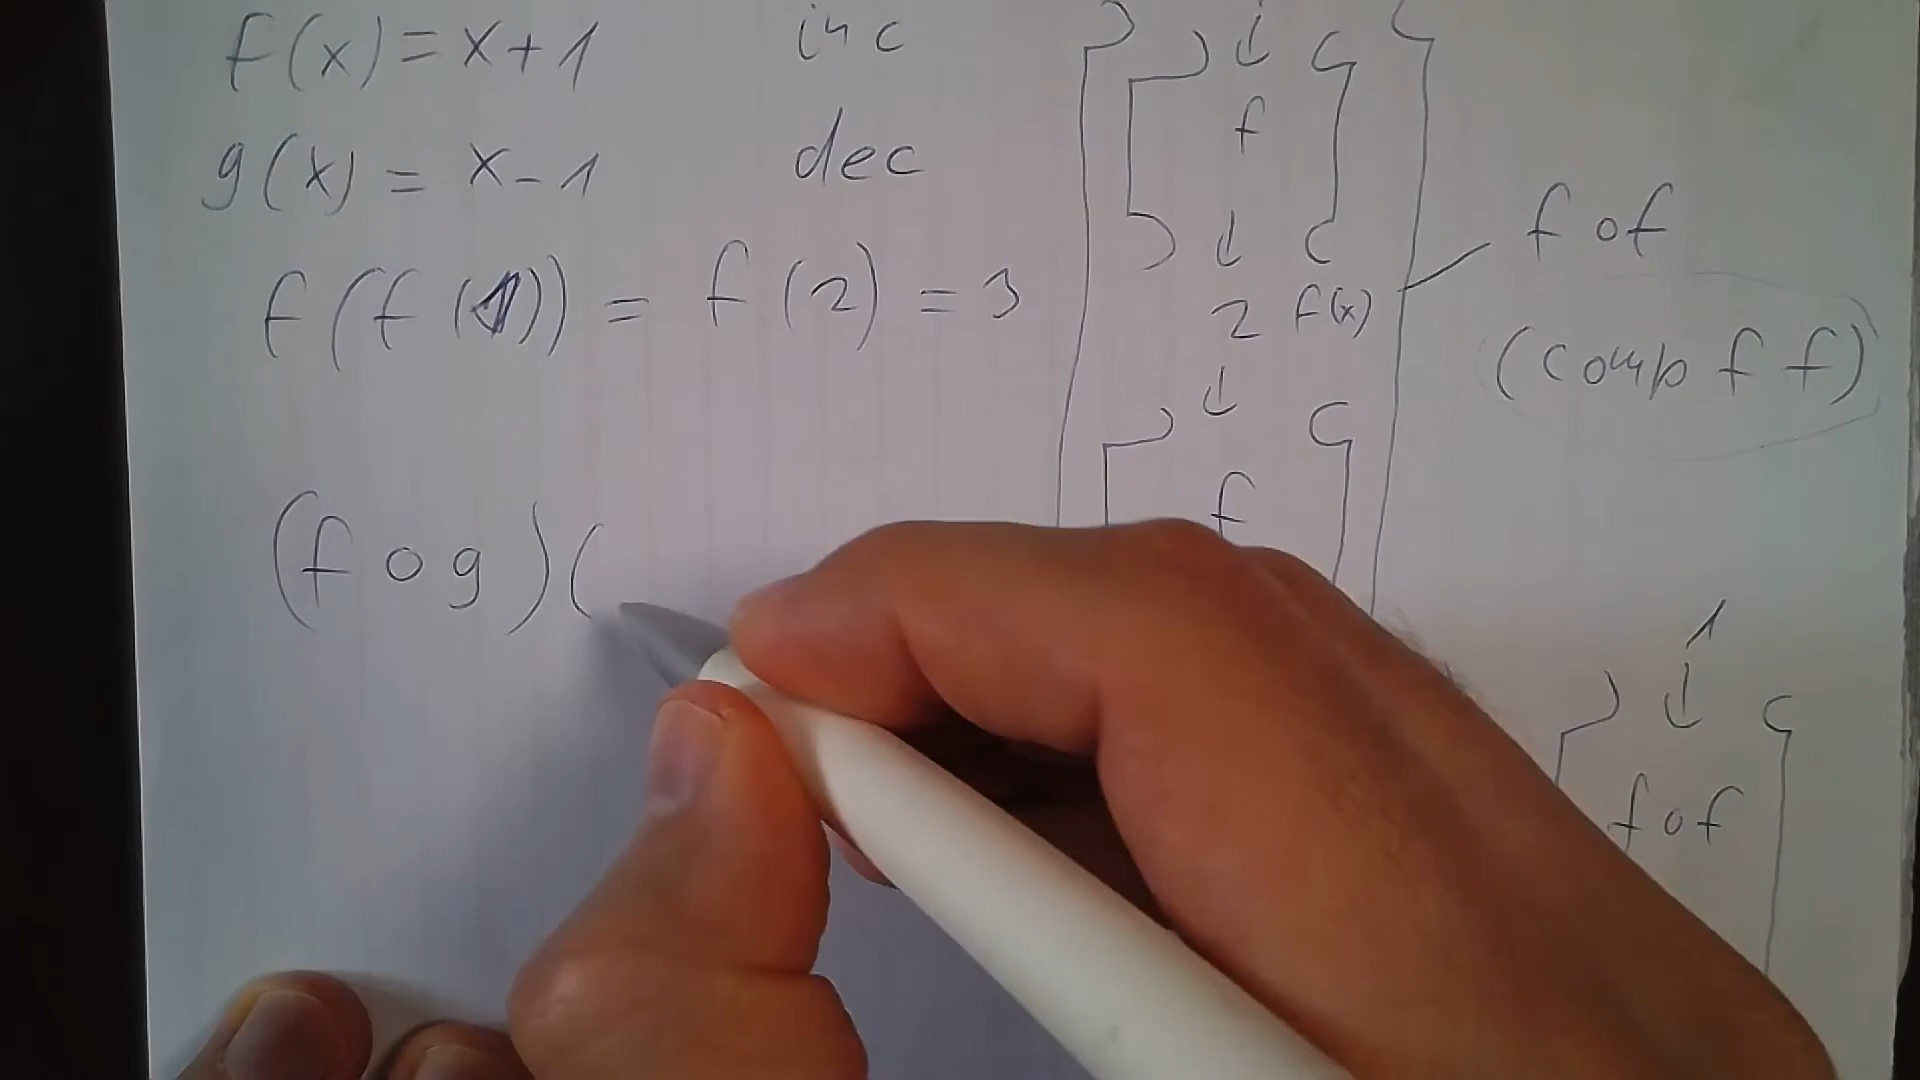 f(x) = x + 1 inc
g(x) = x - 1 dec
f(f(1)) = f(2) = 3
(f o g)(
f
2 f(x)
f
f o f
(comp f f)
1
f o f